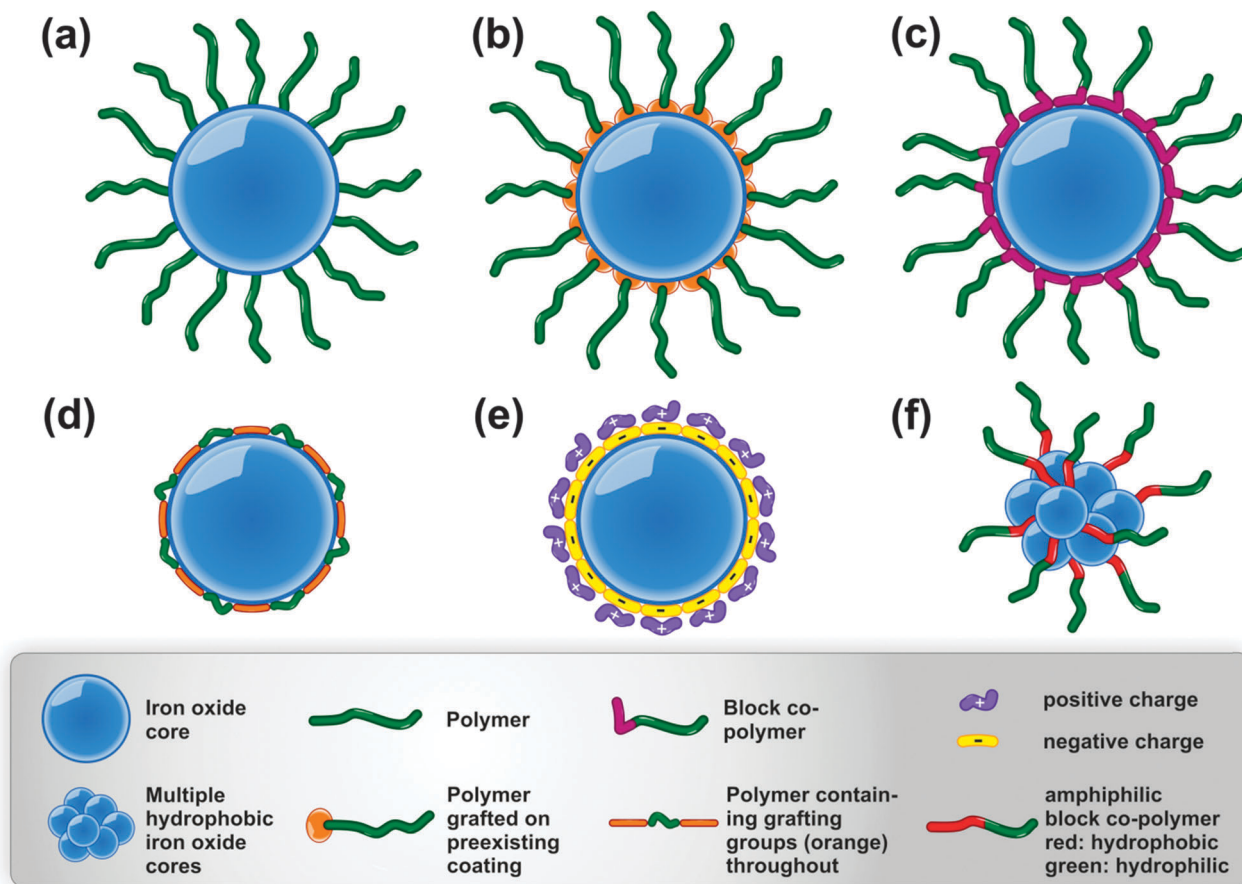 (a)
(b)
(c)
(d)
(e)
(f)
Iron oxide
core
Polymer
Block co-
polymer
positive charge
negative charge
Multiple
hydrophobic
iron oxide
cores
Polymer
grafted on
preexisting
coating
Polymer contain-
ing grafting
groups (orange)
throughout
amphiphilic
block co-polymer
red: hydrophobic
green: hydrophilic